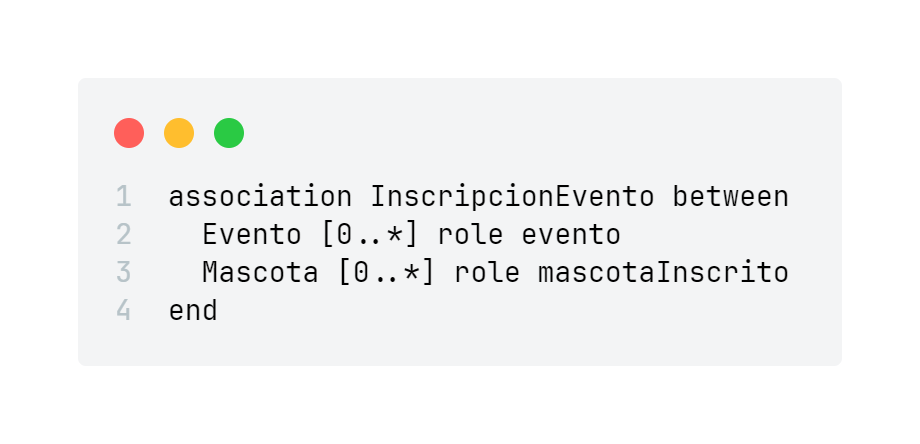 1 association InscripcionEvento between
2 Evento [0..*] role evento
3 Mascota [0..*] role mascotaInscrito
4 end